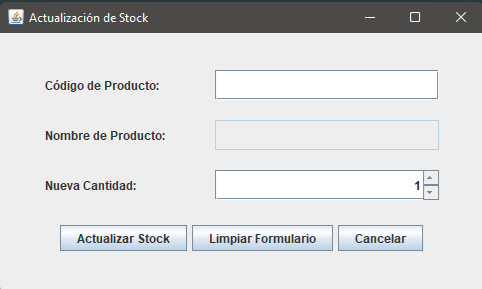 Actualización de Stock
Código de Producto:
Nombre de Producto:
Nueva Cantidad: 1
Actualizar Stock Limpiar Formulario Cancelar